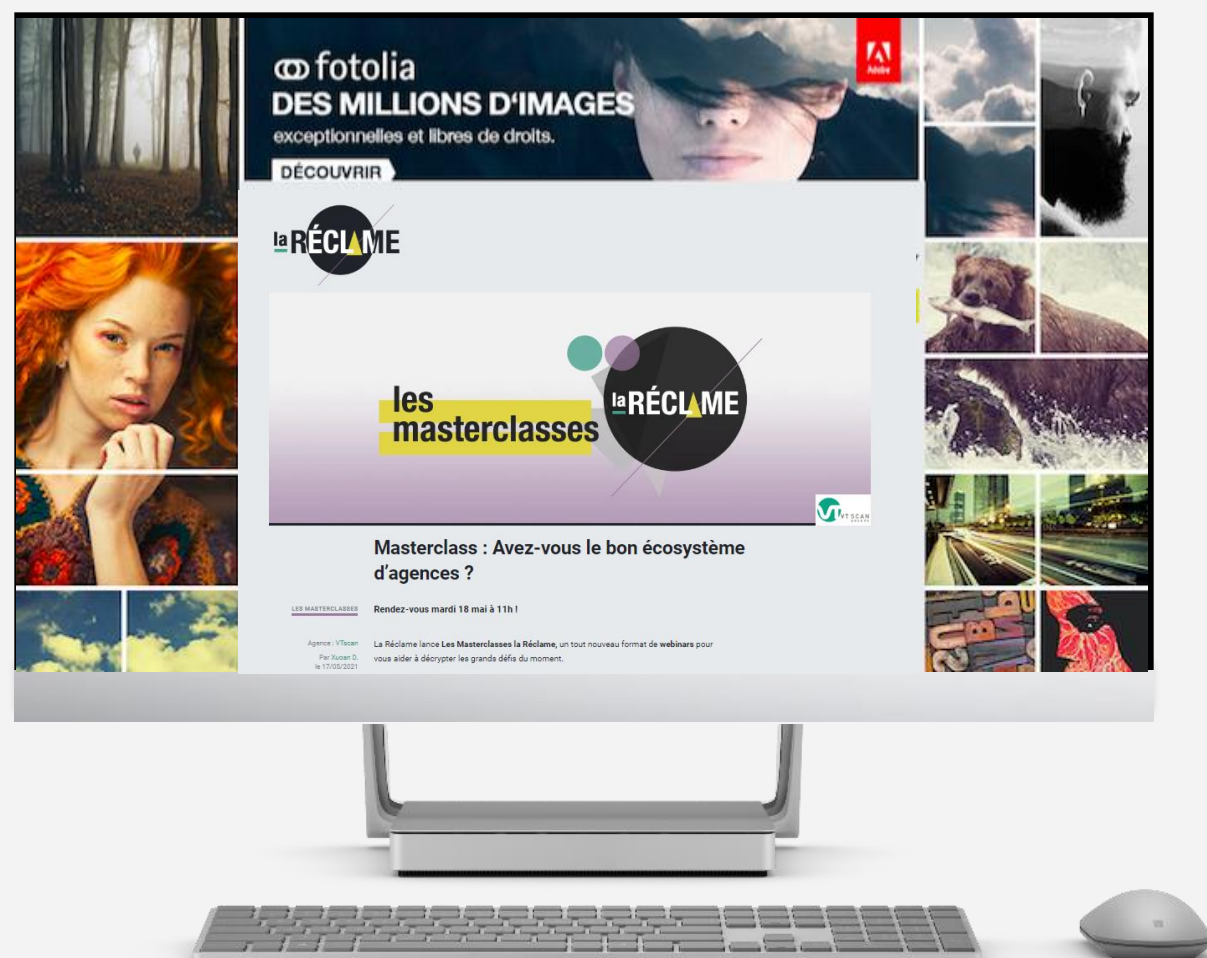 fotolia
DES MILLIONS D'IMAGES
exceptionnelles et libres de droits.
DÉCOUVRIR
Adobe
la RÉCLAME
les
masterclasses
la RÉCLAME
VT SCAN
Masterclass : Avez-vous le bon écosystème
d'agences ?
LES MASTERCLASSES
Rendez-vous mardi 18 mai à 11h !
Agence : VTscan
La Réclame lance Les Masterclasses la Réclame, un tout nouveau format de webinars pour
Par Xuoan D.
vous aider à décrypter les grands défis du moment.
le 17/05/2021